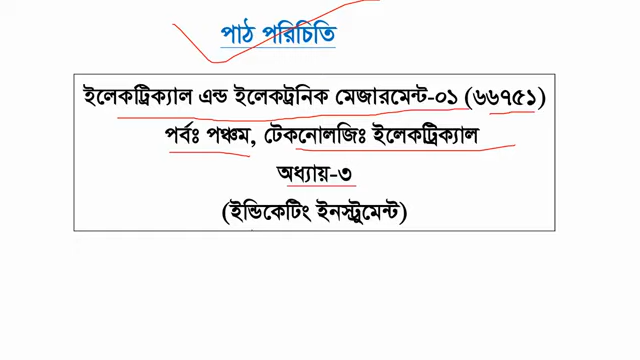 পাঠ পরিচিতি
ইলেকট্রিক্যাল এন্ড ইলেকট্রনিক মেজারমেন্ট-০১ (৬৬৭৫১)
পর্বঃ পঞ্চম, টেকনোলজিঃ ইলেকট্রিক্যাল
অধ্যায়-৩
(ইন্ডিকেটিং ইনস্ট্রুমেন্ট)